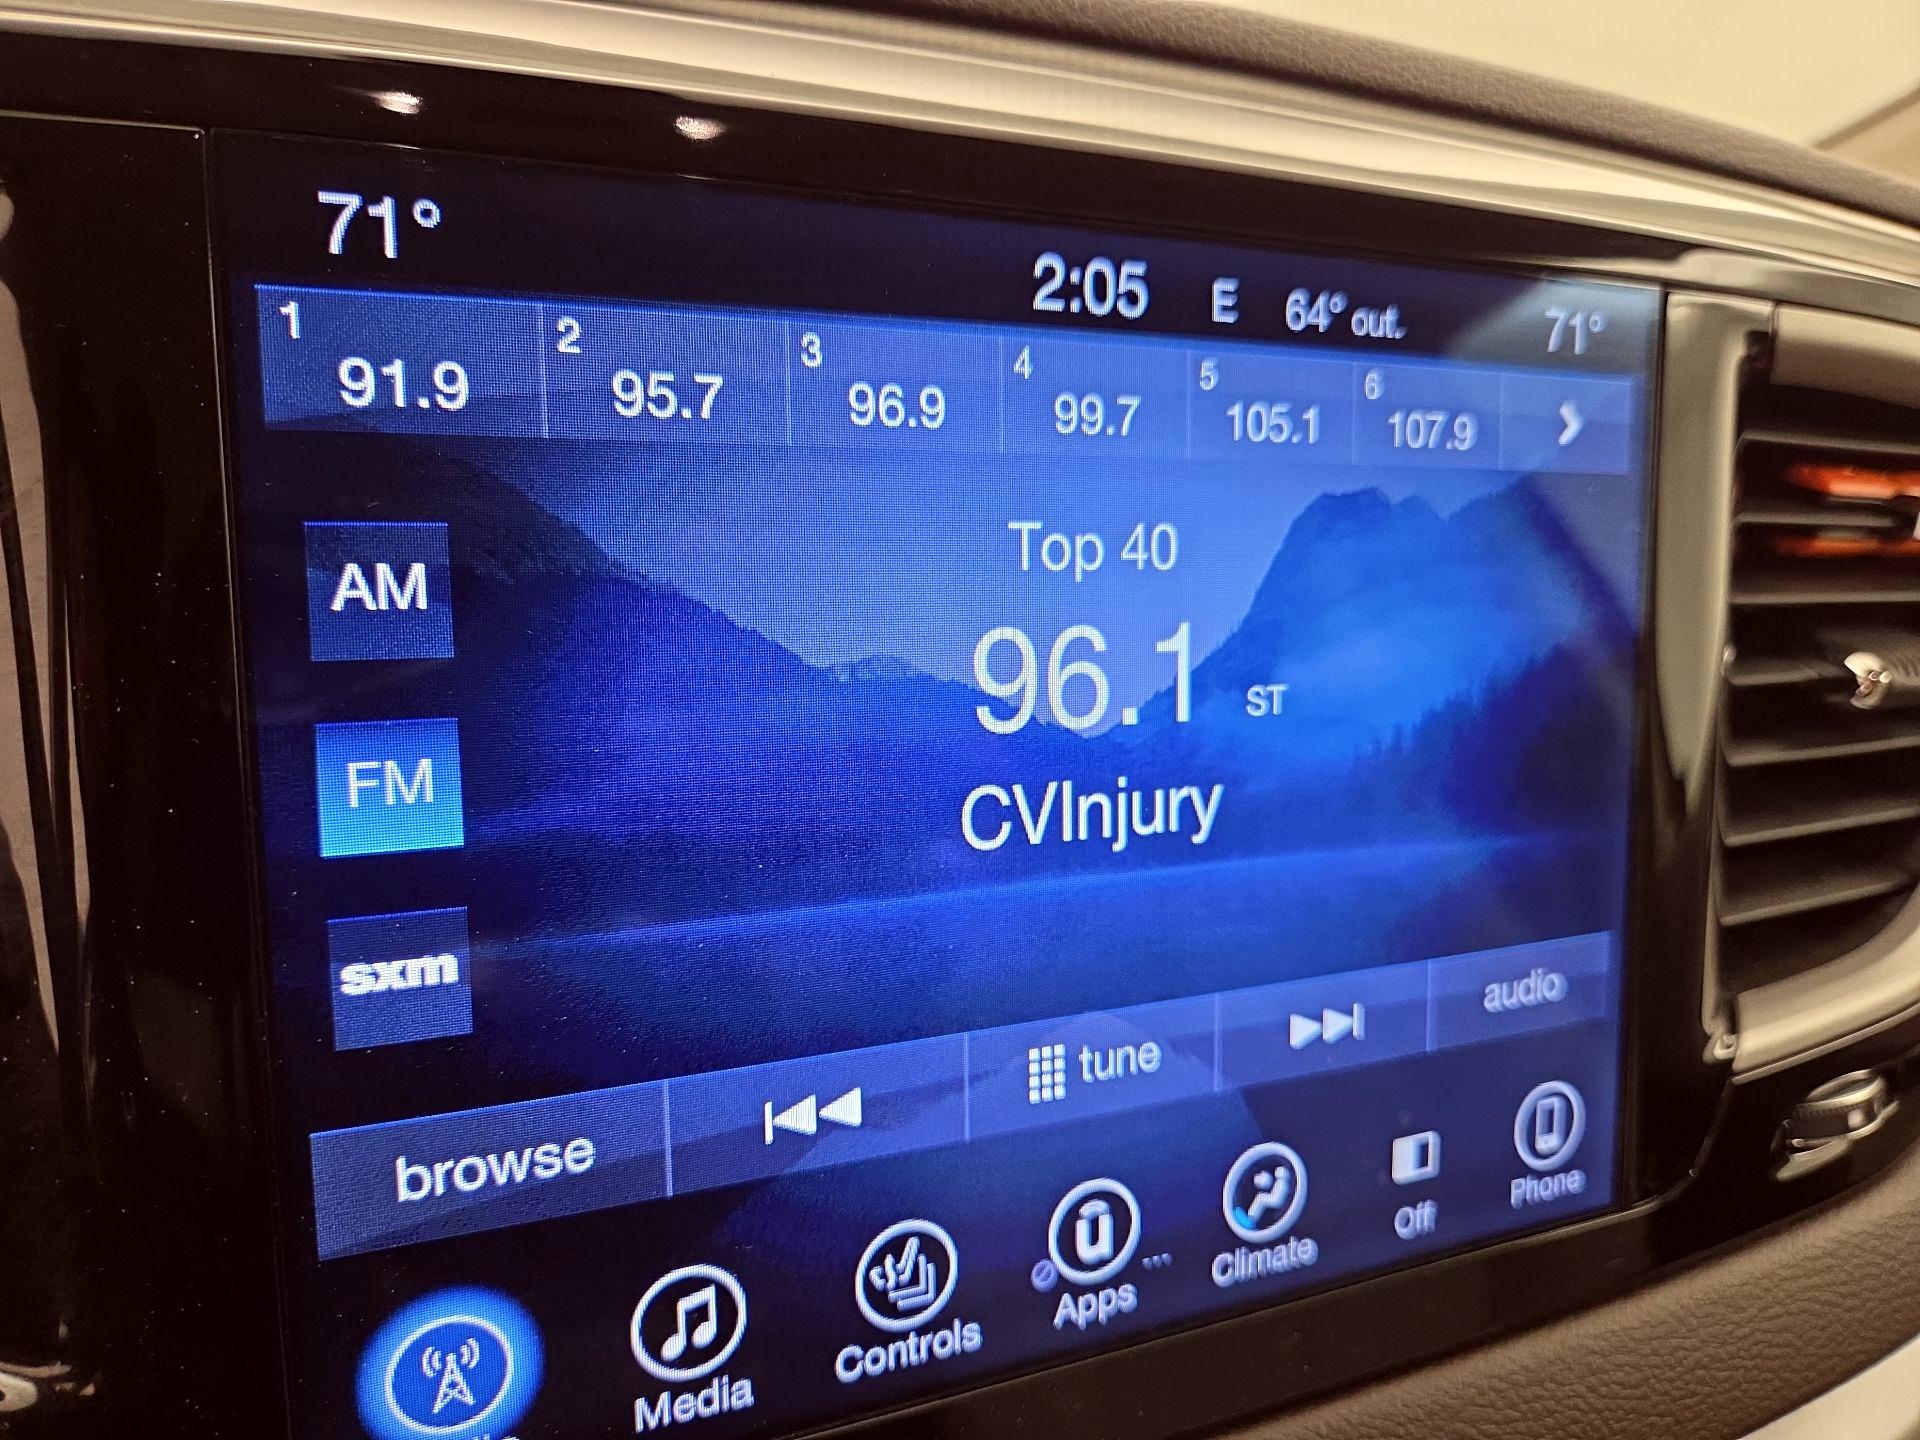 71°
2:05 E 64° out. 71°
1 2 3 4 5 6
91.9 95.7 96.9 99.7 105.1 107.9
AM
FM
sxm
Top 40
96.1 ST
CVInjury
browse tune audio
Media Controls Apps ... Climate Off Phone